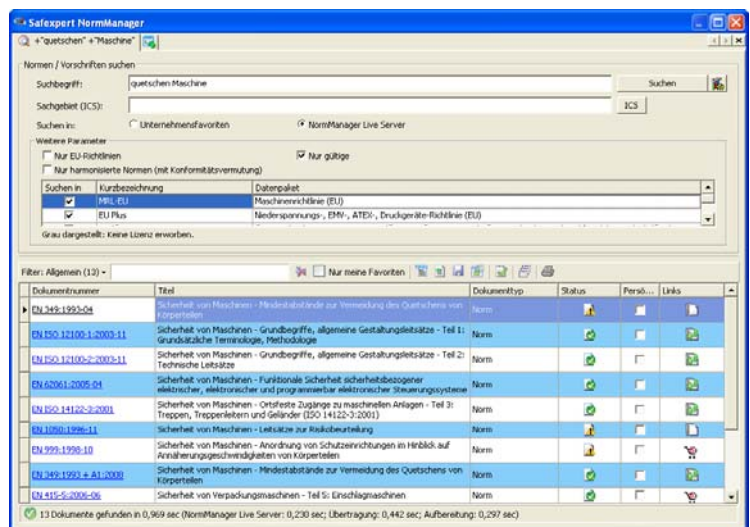 Safexpert NormManager
+"quetschen" +"Maschine"
Normen / Vorschriften suchen
Suchbegriff: quetschen Maschine Suchen
Sachgebiet (ICS): ICS
Suchen in: Unternehmensfavoriten NormManager Live Server
Weitere Parameter
Nur EU-Richtlinien Nur gültige
Nur harmonisierte Normen (mit Konformitätsvermutung)
Suchen in Kurzbezeichnung Datenpaket
MRL-EU Maschinenrichtlinie (EU)
EU Plus Niederspannungs-, EMV-, ATEX-, Druckgeräte-Richtlinie (EU)
Grau dargestellt: Keine Lizenz erworben.
Filter: Allgemein (13) Nur meine Favoriten
Dokumentnummer Titel Dokumenttyp Status Persö... Links
EN 349:1993-04 Sicherheit von Maschinen - Mindestabstände zur Vermeidung des Quetschens von Körperteilen Norm
EN ISO 12100-1:2003-11 Sicherheit von Maschinen - Grundbegriffe, allgemeine Gestaltungsleitsätze - Teil 1: Grundsätzliche Terminologie, Methodologie Norm
EN ISO 12100-2:2003-11 Sicherheit von Maschinen - Grundbegriffe, allgemeine Gestaltungsleitsätze - Teil 2: Technische Leitsätze Norm
EN 62061:2005-04 Sicherheit von Maschinen - Funktionale Sicherheit sicherheitsbezogener elektrischer, elektronischer und programmierbar elektronischer Steuerungssysteme Norm
EN ISO 14122-3:2001 Sicherheit von Maschinen - Ortsfeste Zugänge zu maschinellen Anlagen - Teil 3: Treppen, Treppenleitern und Geländer (ISO 14122-3:2001) Norm
EN 1050:1996-11 Sicherheit von Maschinen - Leitsätze zur Risikobeurteilung Norm
EN 999:1998-10 Sicherheit von Maschinen - Anordnung von Schutzeinrichtungen im Hinblick auf Annäherungsgeschwindigkeiten von Körperteilen Norm
EN 349:1993 + A1:2008 Sicherheit von Maschinen - Mindestabstände zur Vermeidung des Quetschens von Körperteilen Norm
EN 415-5:2006-06 Sicherheit von Verpackungsmaschinen - Teil 5: Einschlagmaschinen Norm
13 Dokumente gefunden in 0,969 sec (NormManager Live Server: 0,230 sec; Übertragung: 0,442 sec; Aufbereitung: 0,297 sec)